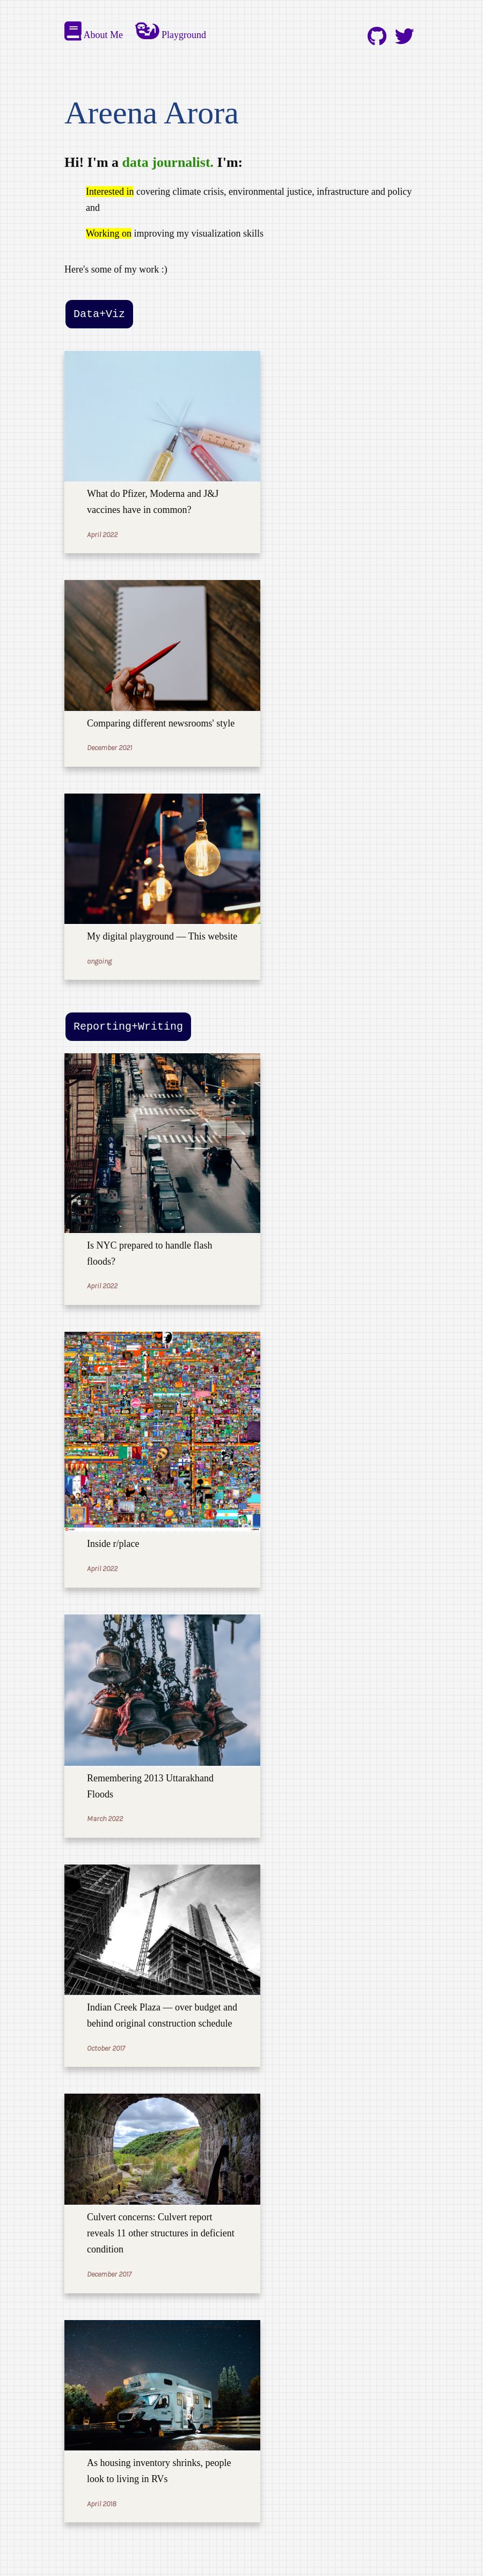 About Me Playground
Areena Arora
Hi! I'm a data journalist. I'm:
Interested in covering climate crisis, environmental justice, infrastructure and policy
and
Working on improving my visualization skills
Here's some of my work :)
Data+Viz
What do Pfizer, Moderna and J&J
vaccines have in common?
April 2022
Comparing different newsrooms' style
December 2021
My digital playground — This website
ongoing
Reporting+Writing
Is NYC prepared to handle flash
floods?
April 2022
Inside r/place
April 2022
Remembering 2013 Uttarakhand
Floods
March 2022
Indian Creek Plaza — over budget and
behind original construction schedule
October 2017
Culvert concerns: Culvert report
reveals 11 other structures in deficient
condition
December 2017
As housing inventory shrinks, people
look to living in RVs
April 2018